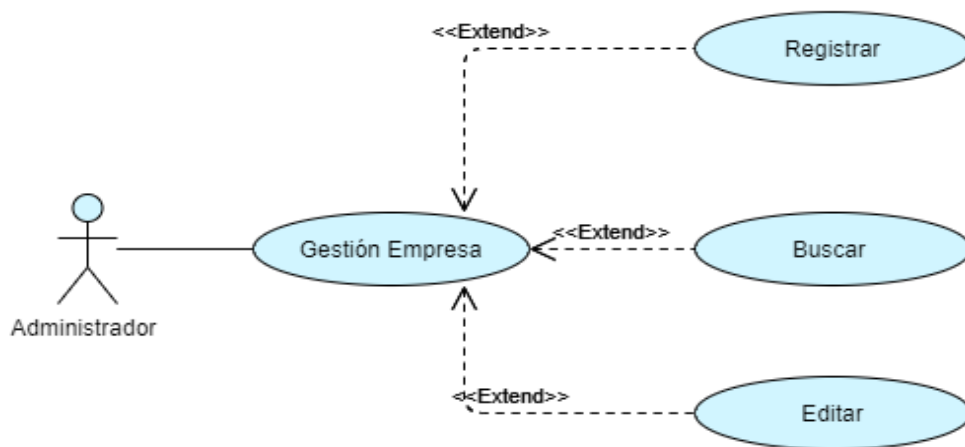 <<Extend>>
Registrar
Gestión Empresa
<<Extend>>
Buscar
Administrador
<<Extend>>
Editar